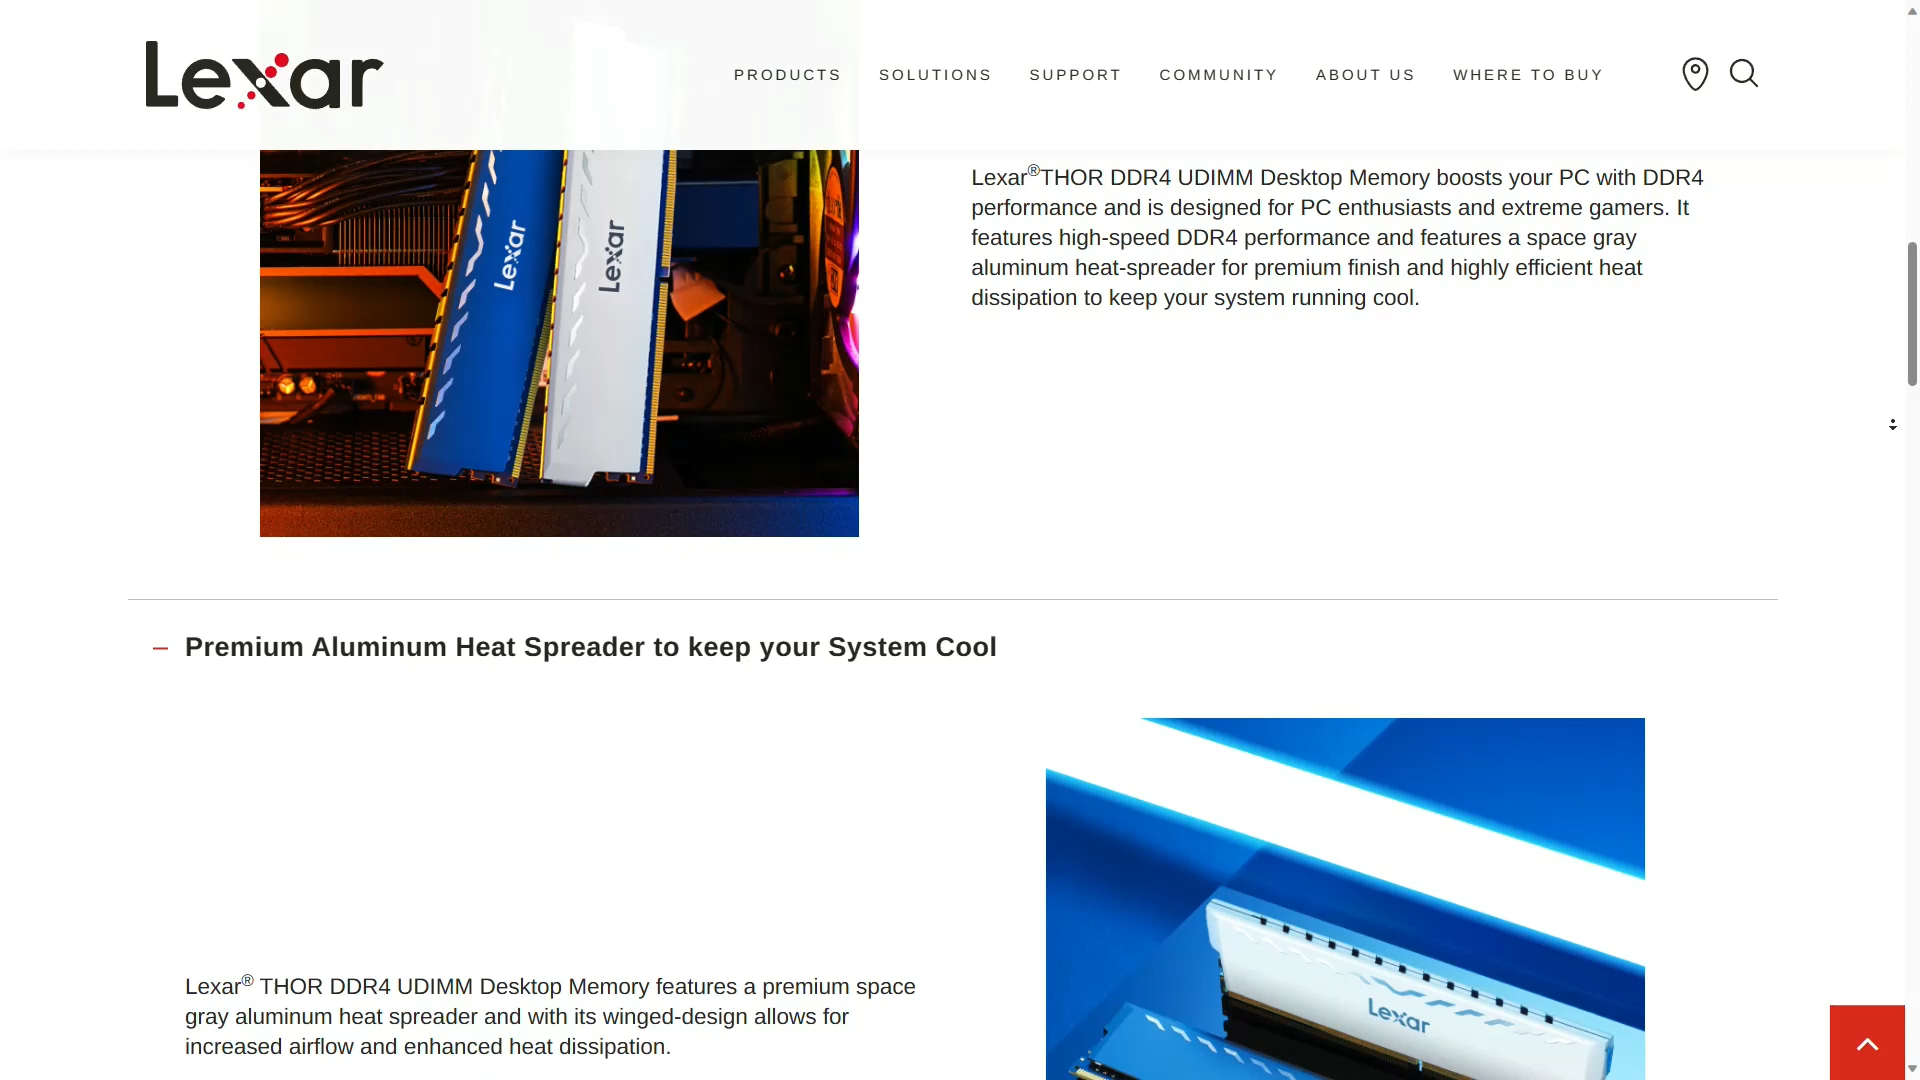 Lexar
PRODUCTS SOLUTIONS SUPPORT COMMUNITY ABOUT US WHERE TO BUY
Lexar
Lexar
Lexar®THOR DDR4 UDIMM Desktop Memory boosts your PC with DDR4
performance and is designed for PC enthusiasts and extreme gamers. It
features high-speed DDR4 performance and features a space gray
aluminum heat-spreader for premium finish and highly efficient heat
dissipation to keep your system running cool.
Premium Aluminum Heat Spreader to keep your System Cool
Lexar® THOR DDR4 UDIMM Desktop Memory features a premium space
gray aluminum heat spreader and with its winged-design allows for
increased airflow and enhanced heat dissipation.
Lexar